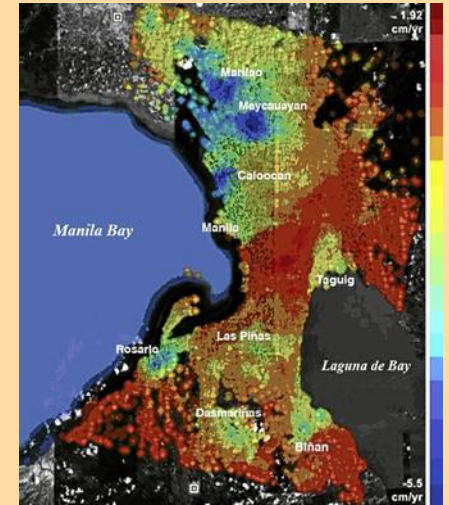 1.92
cm/yr
Marilao
Meycauayan
Caloocan
Manila Bay
Manila
Taguig
Las Piñas
Rosario
Laguna de Bay
Dasmariñas
Biñan
-5.5
cm/yr